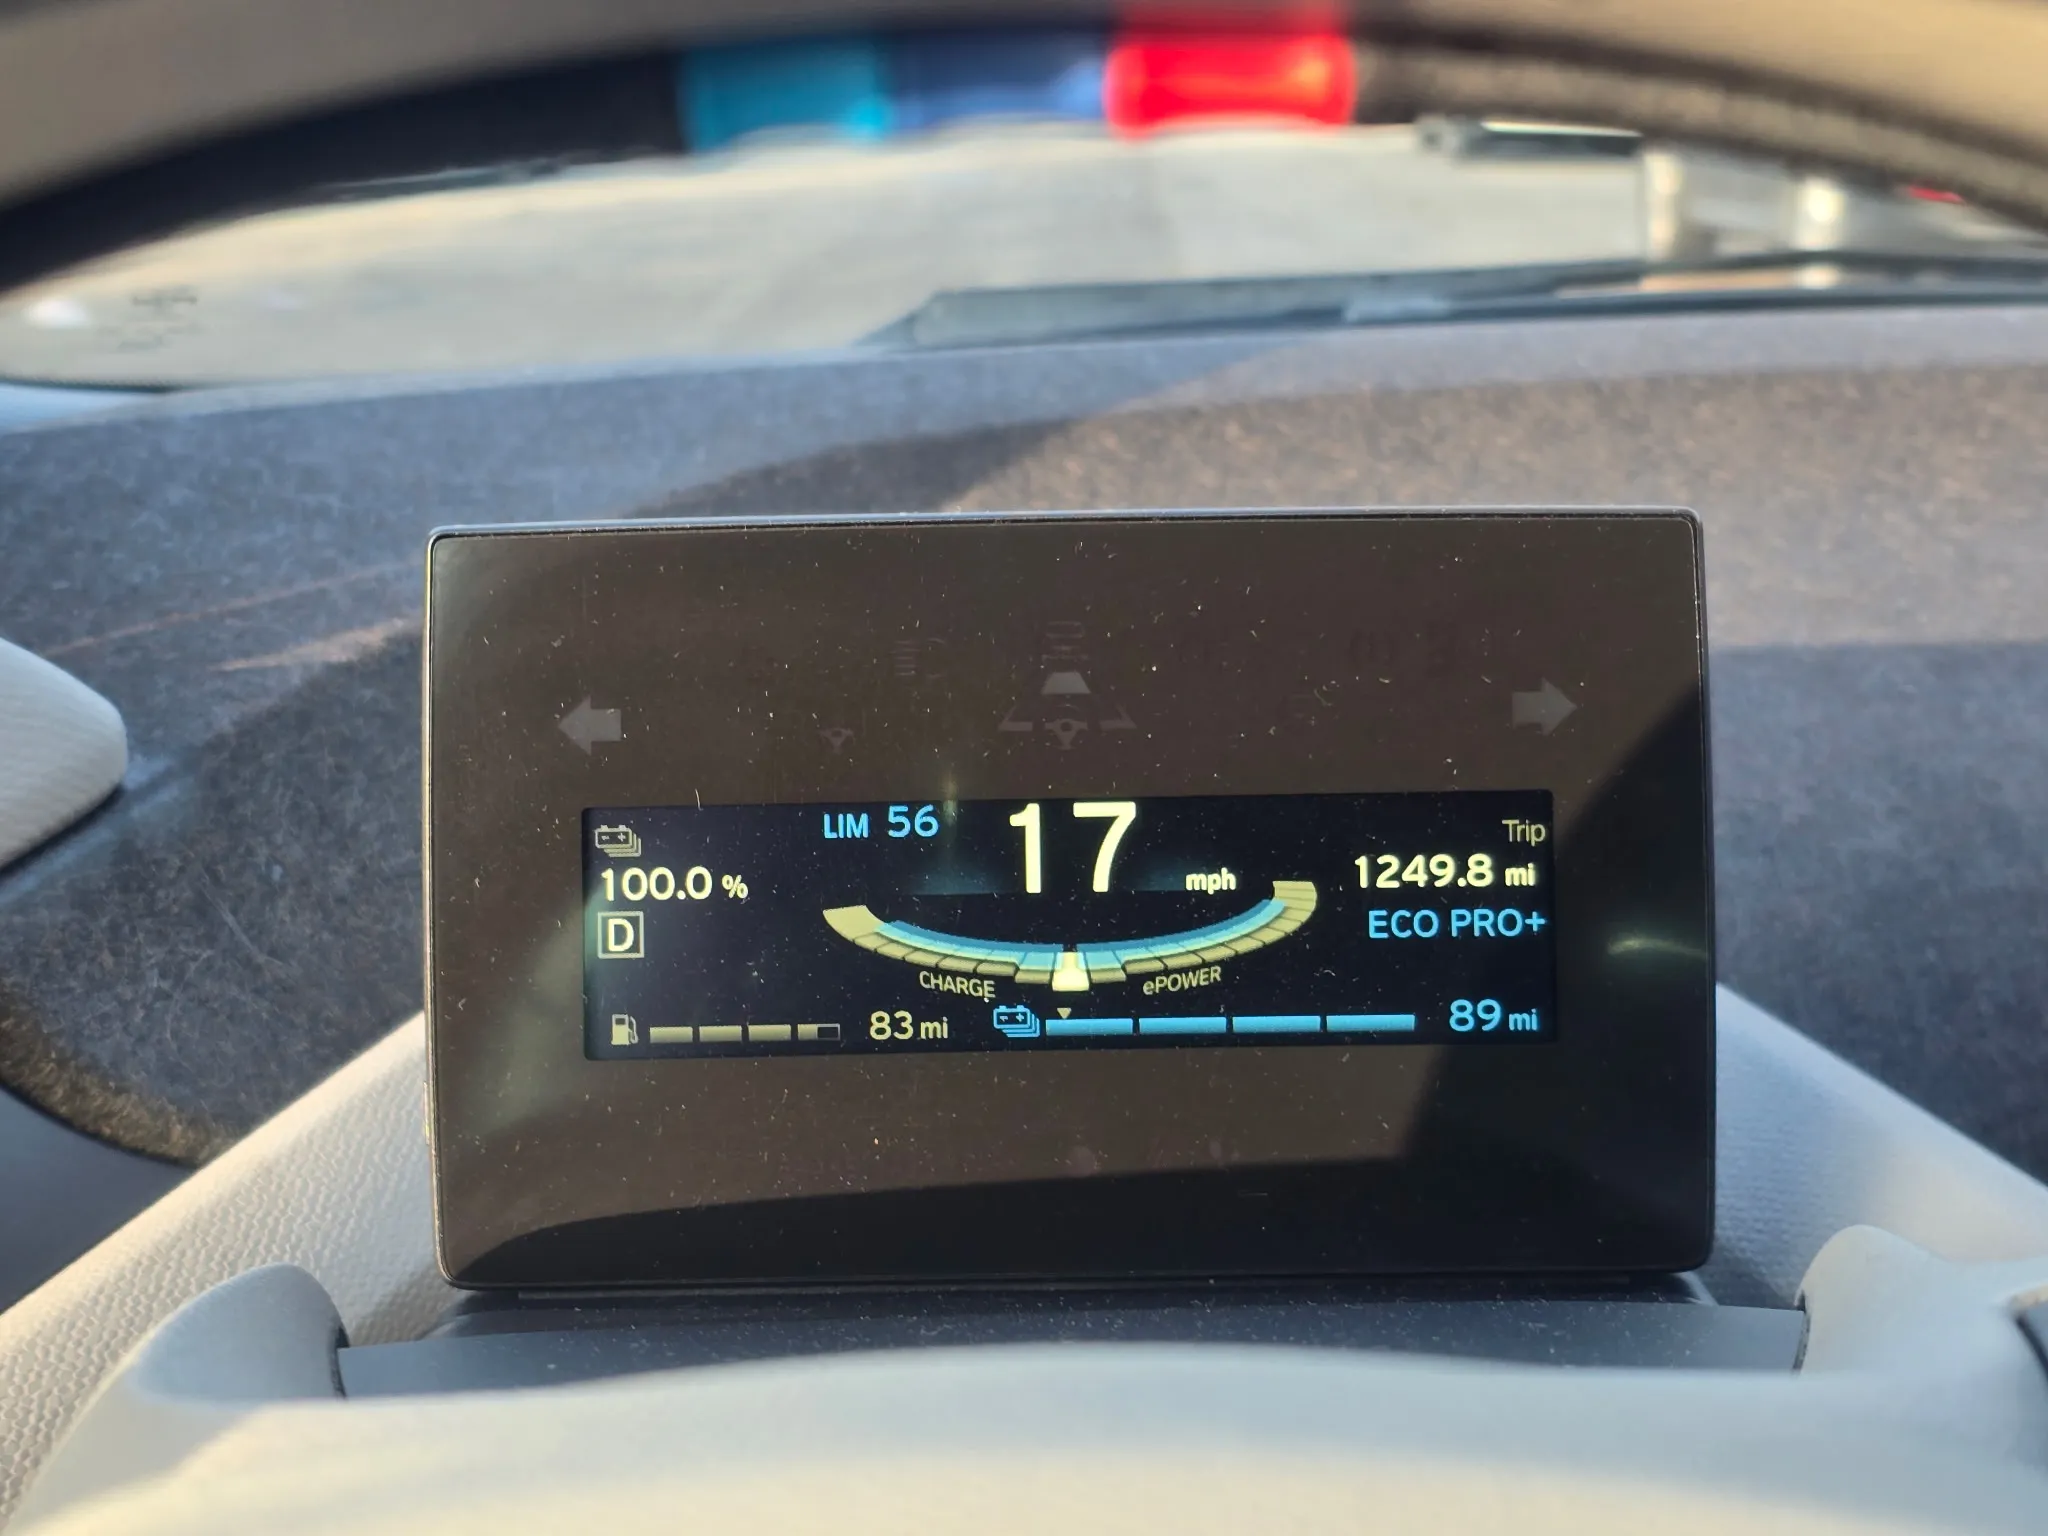 LIM 56
17 mph
Trip
100.0 %
1249.8 mi
D
ECO PRO+
CHARGE
ePOWER
83 mi
89 mi